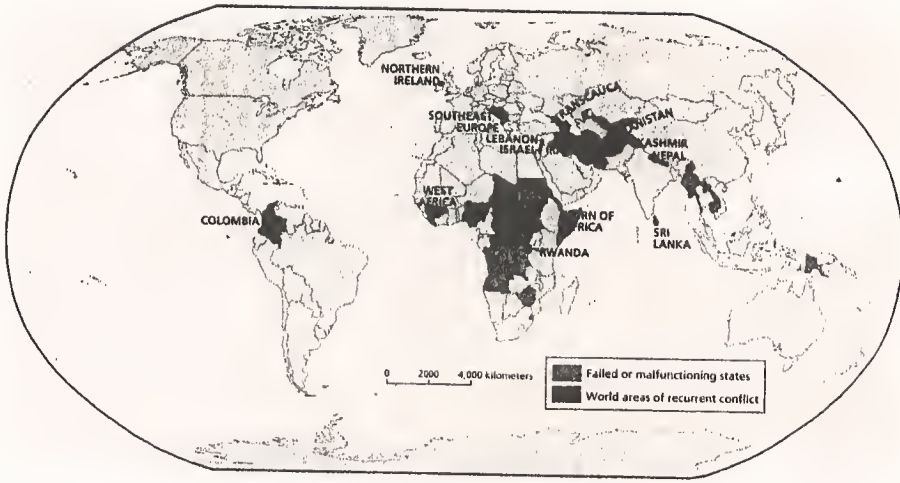 NORTHERN
IRELAND
SOUTHEAST
EUROPE
LEBANON
ISRAEL
KASHMIR
NEPAL
WEST
AFRICA
COLOMBIA
RWANDA
SRI
LANKA
0 2000 4,000 kilometers
Failed or malfunctioning states
World areas of recurrent conflict